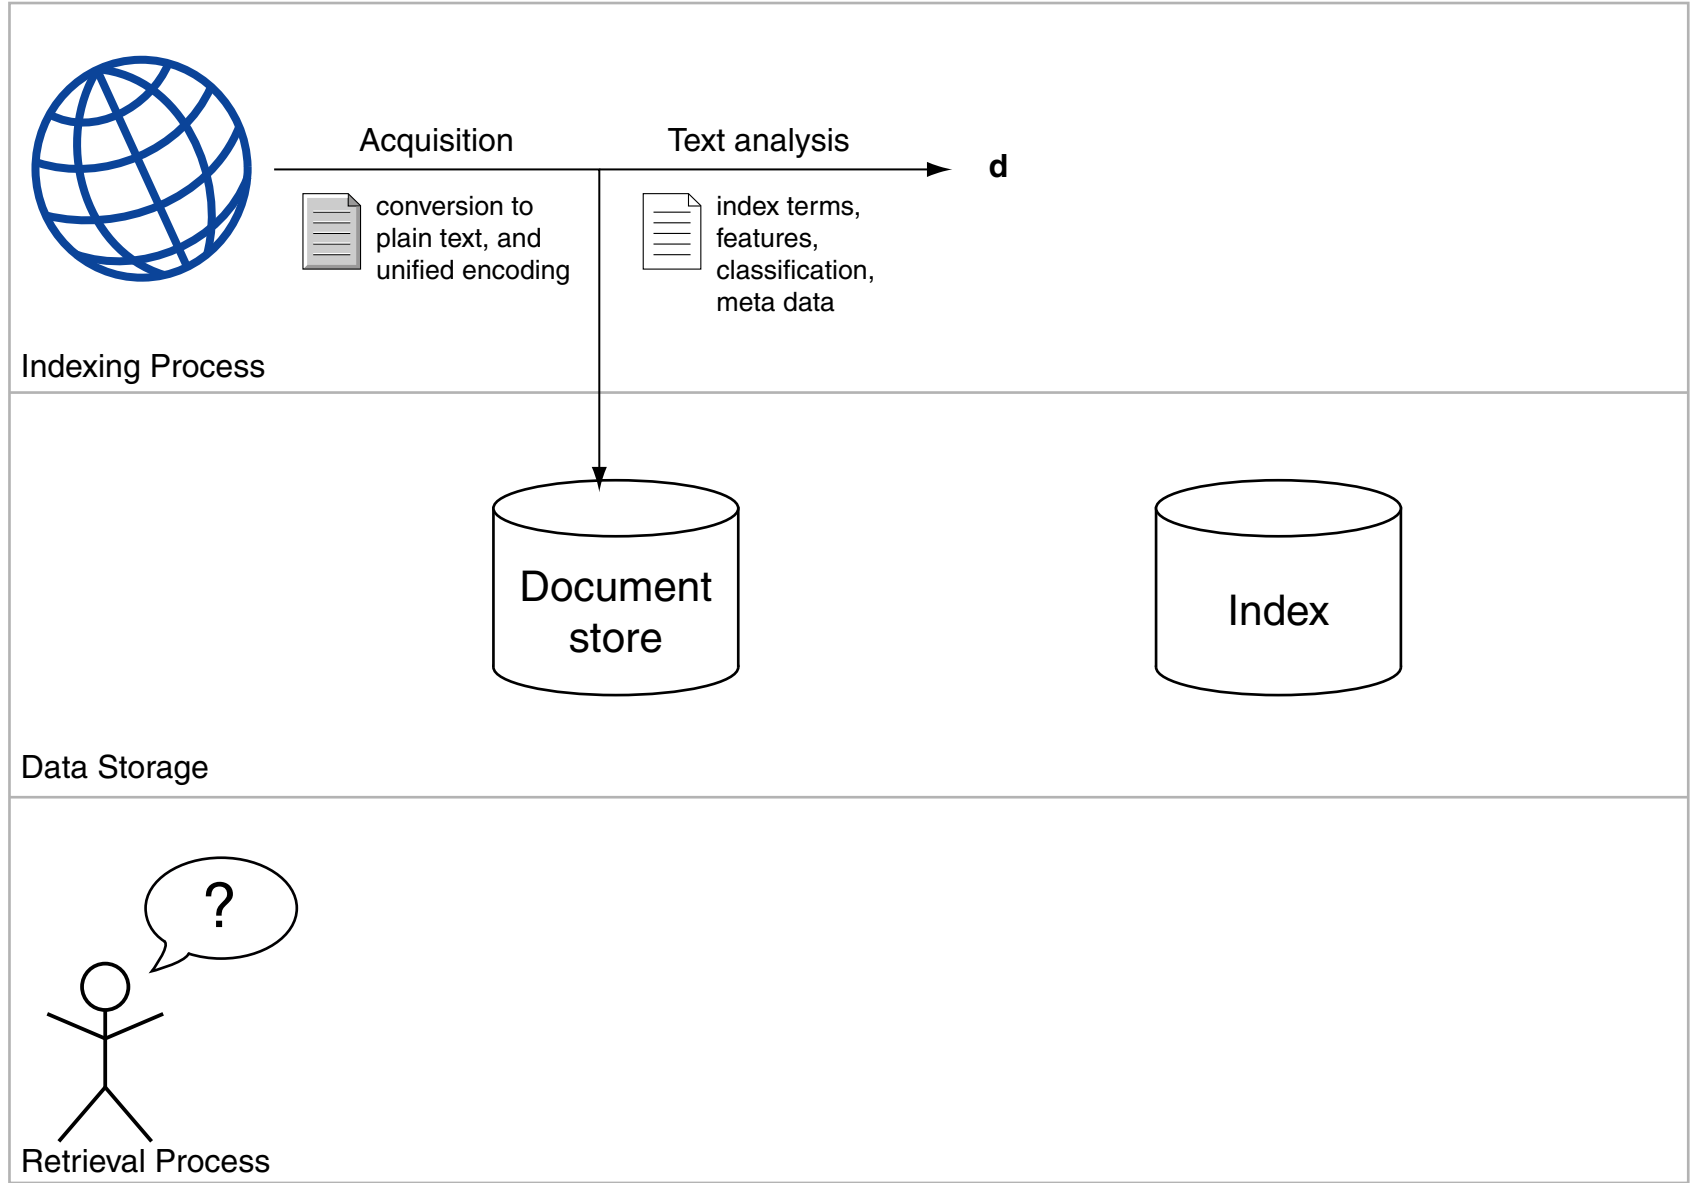 Acquisition
Text analysis
d
conversion to
plain text, and
unified encoding
index terms,
features,
classification,
meta data
Indexing Process
Document
store
Index
Data Storage
?
Retrieval Process